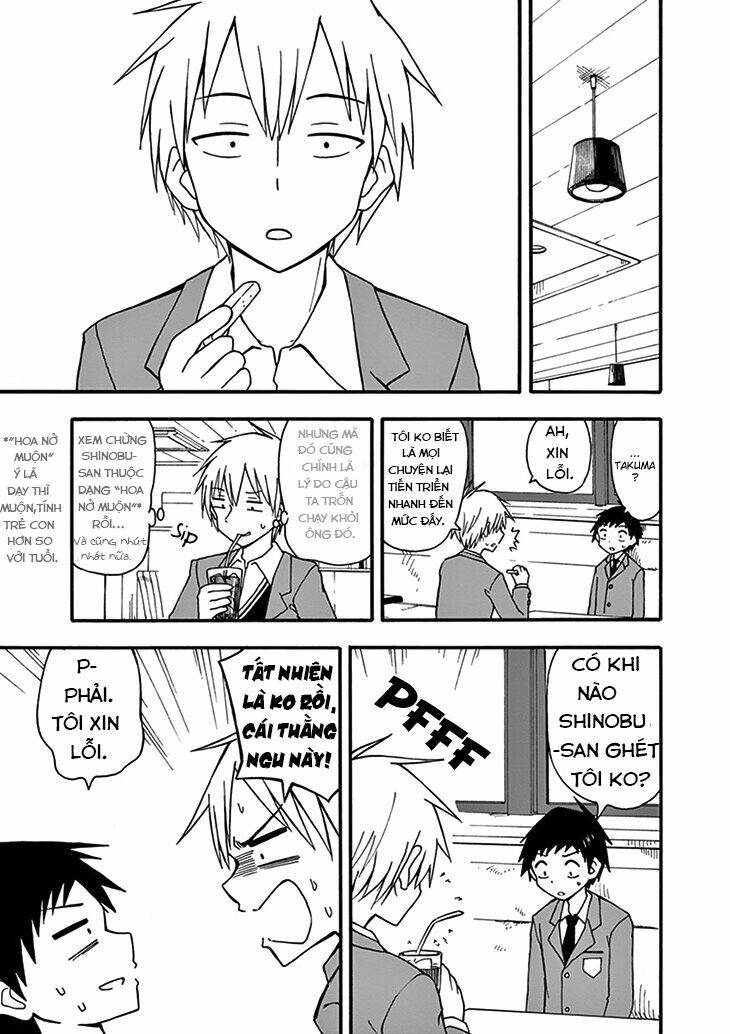 ...
TAKUMA
?
AH,
XIN
LỖI.
TÔI KO BIẾT
LÀ MỌI
CHUYỆN LẠI
TIẾN TRIỂN
NHANH ĐẾN
MỨC ĐẤY.
NHƯNG MÀ
ĐÓ CŨNG
CHÍNH LÀ
LÝ DO CẬU
TA TRỐN
CHẠY KHỎI
ÔNG ĐÓ.
SIP
XEM CHỪNG
SHINOBU-
SAN THUỘC
DẠNG “HOA
NỞ MUỘN”*
RỒI...
Và cũng nhút
nhát nữa.
*“HOA NỞ
MUỘN”
Ý LÀ
DẠY THÌ
MUỘN,TÍNH
TRẺ CON
HƠN SO
VỚI TUỔI.
CÓ KHI
NÀO
SHINOBU
-SAN GHÉT
TÔI KO?
PFFF
TẤT NHIÊN
LÀ KO RỒI,
CÁI THẰNG
NGU NÀY!
P-
PHẢI.
TÔI XIN
LỖI.